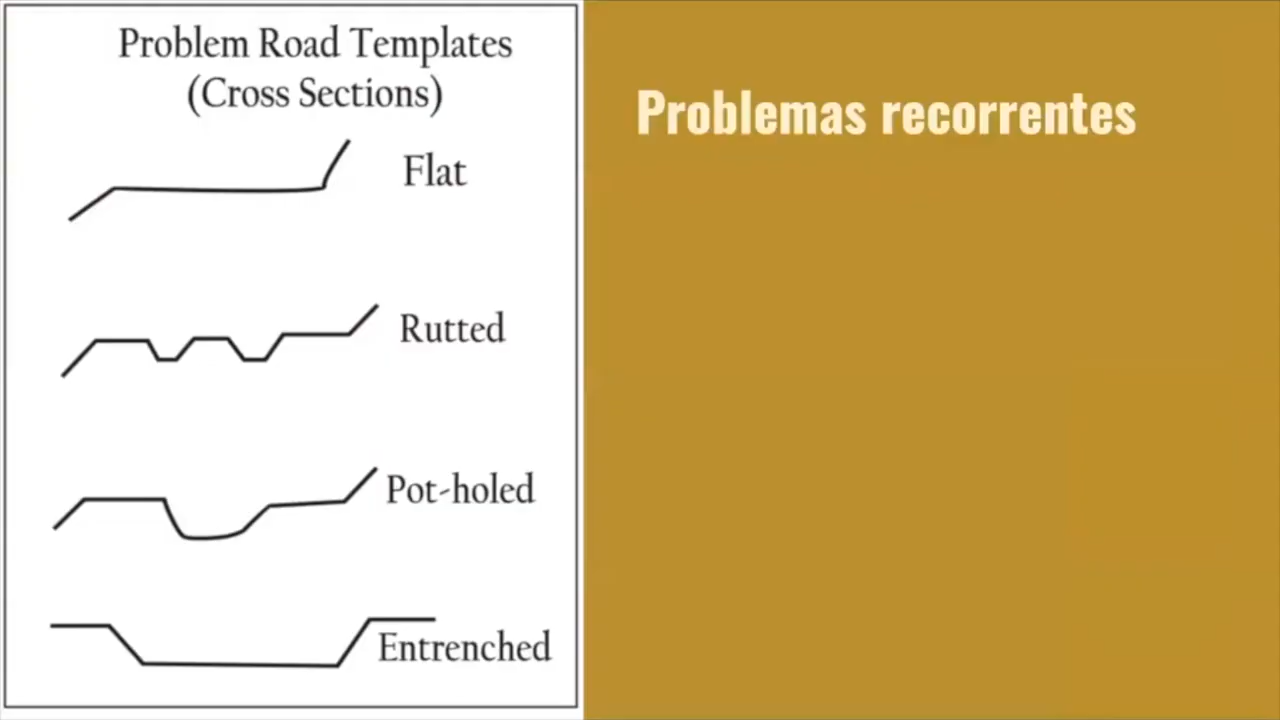 Problem Road Templates
(Cross Sections)
Flat
Rutted
Pot-holed
Entrenched
Problemas recorrentes